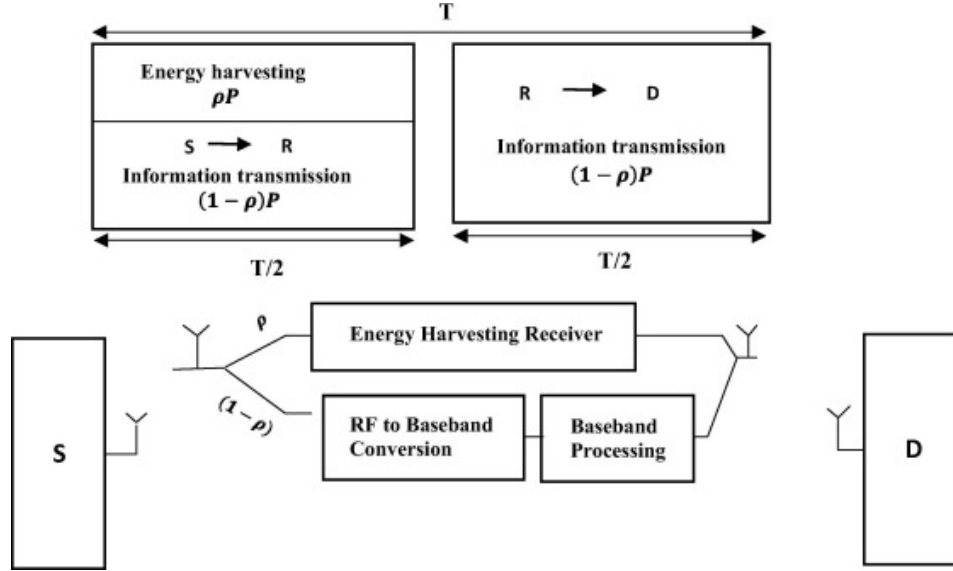 T
Energy harvesting
ρP
S → R
Information transmission
(1 − ρ)P
R → D
Information transmission
(1 − ρ)P
T/2
T/2
ρ
Energy Harvesting Receiver
(1−ρ)
RF to Baseband
Conversion
Baseband
Processing
S
D